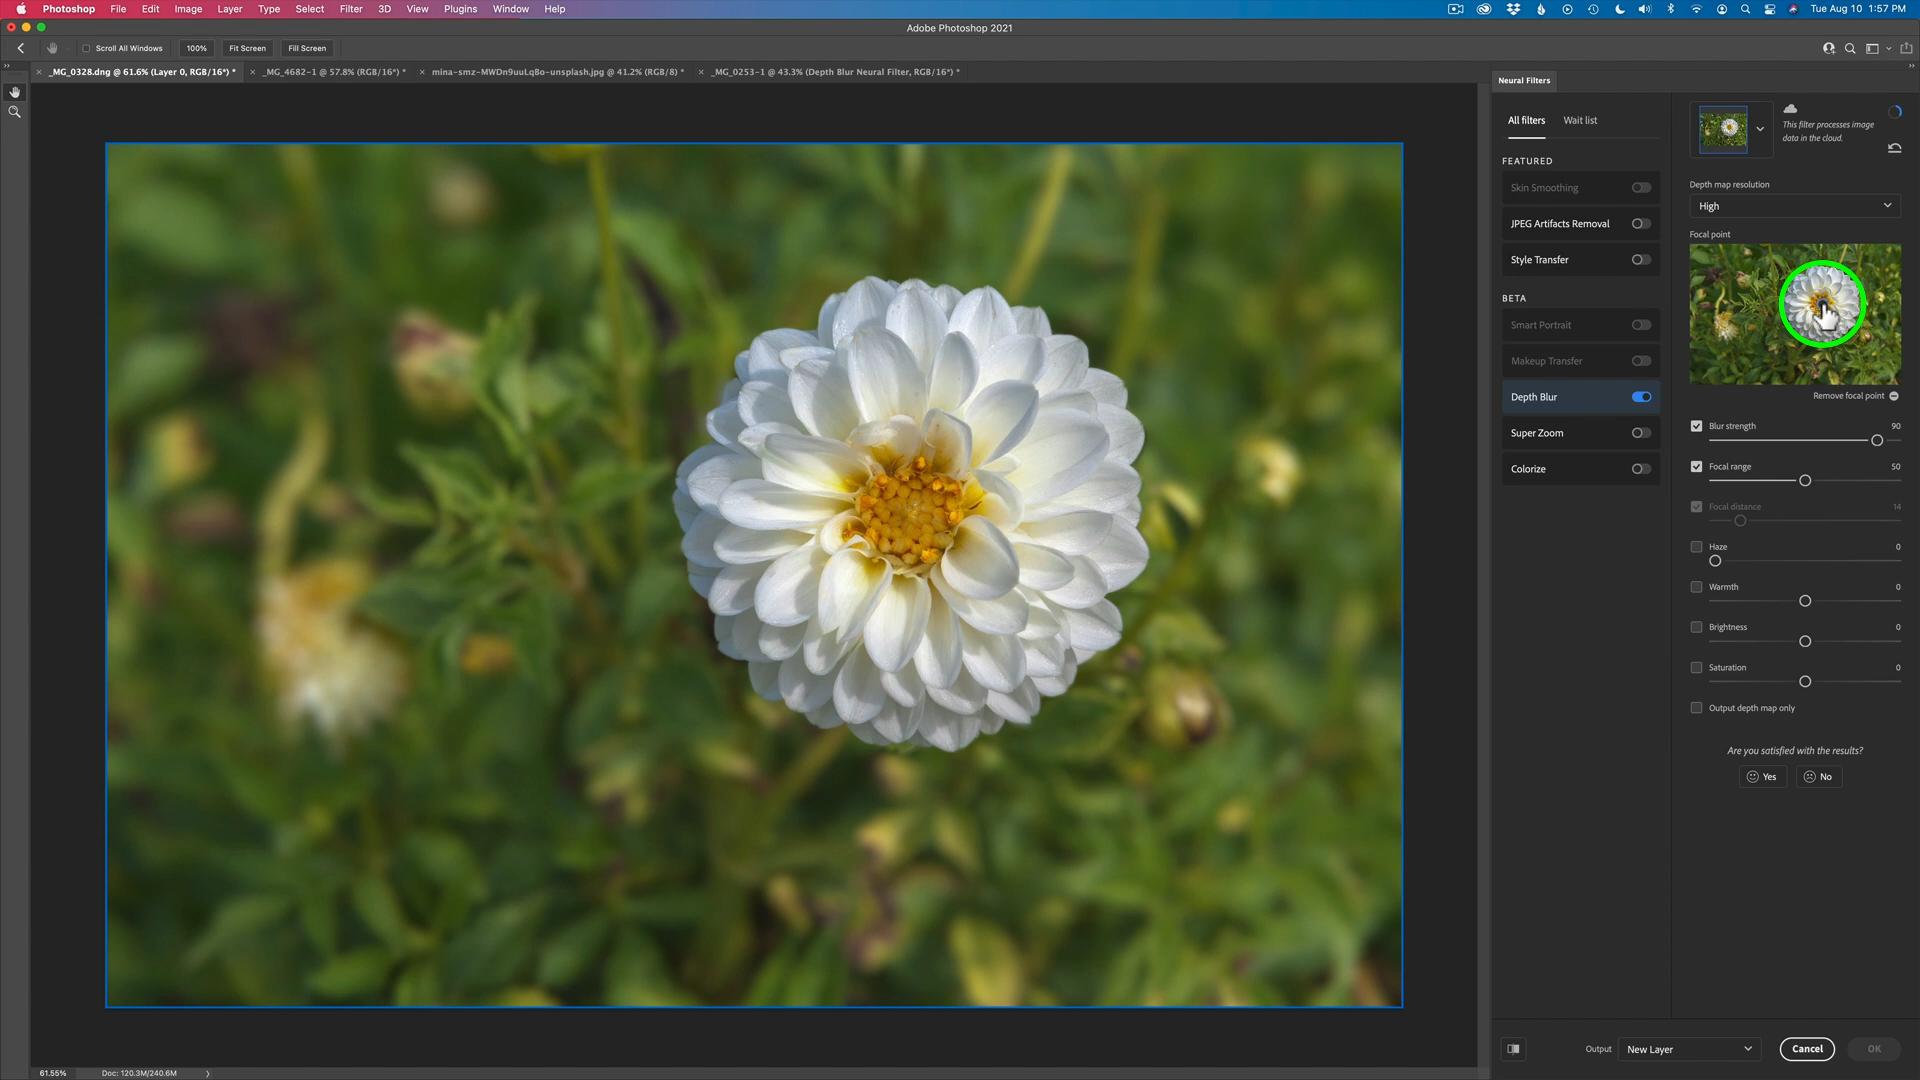 Photoshop File Edit Image Layer Type Select Filter 3D View Plugins Window Help Tue Aug 10 1:57 PM
Adobe Photoshop 2021
Scroll All Windows 100% Fit Screen Fill Screen
_MG_0328.dng @ 61.6% (Layer 0, RGB/16*) * _MG_4682-1 @ 57.8% (RGB/16*) * mina-smz-MWDn9uuLqBo-unsplash.jpg @ 41.2% (RGB/8) * _MG_0253-1 @ 43.3% (Depth Blur Neural Filter, RGB/16*) *
Neural Filters
All filters Wait list
FEATURED
Skin Smoothing
JPEG Artifacts Removal
Style Transfer
BETA
Smart Portrait
Makeup Transfer
Depth Blur
Super Zoom
Colorize
This filter processes image
data in the cloud.
Depth map resolution
High
Focal point
Remove focal point
Blur strength 90
Focal range 50
Focal distance 14
Haze 0
Warmth 0
Brightness 0
Saturation 0
Output depth map only
Are you satisfied with the results?
Yes No
Output New Layer Cancel OK
61.55% Doc: 120.3M/240.6M